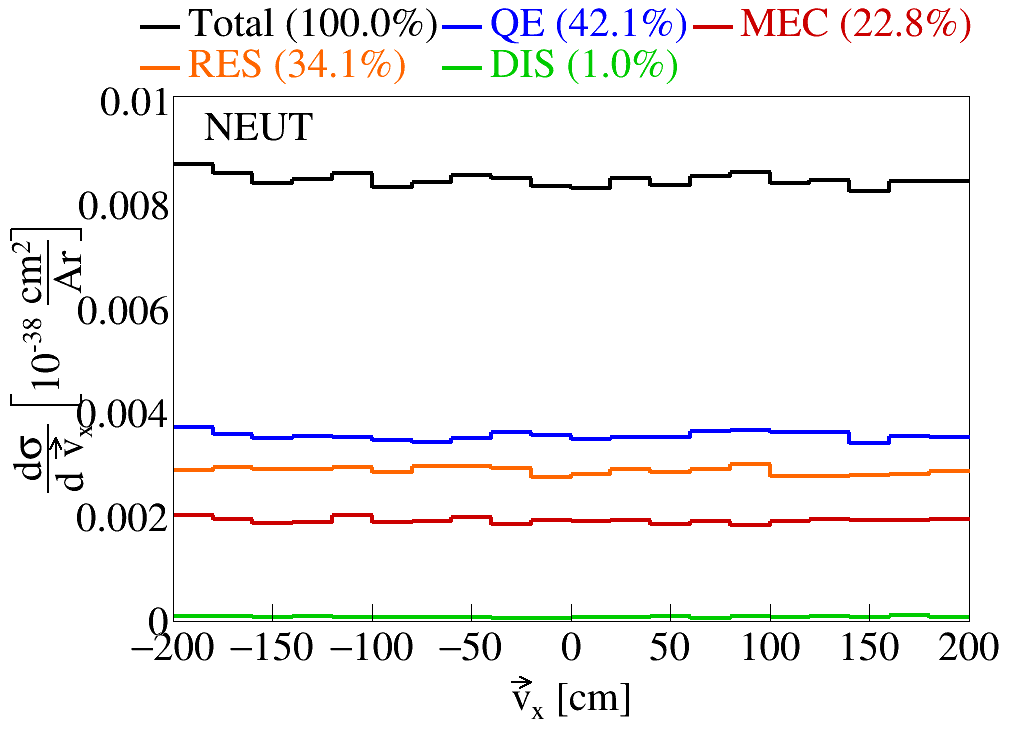 Total (100.0%) QE (42.1%) MEC (22.8%)
RES (34.1%) DIS (1.0%)
NEUT
0.01
0.008
0.006
0.004
0.002
0
−200 −150 −100 −50 0 50 100 150 200
v⃗x [cm]
dσ/d v⃗x [10⁻³⁸ cm²/Ar]